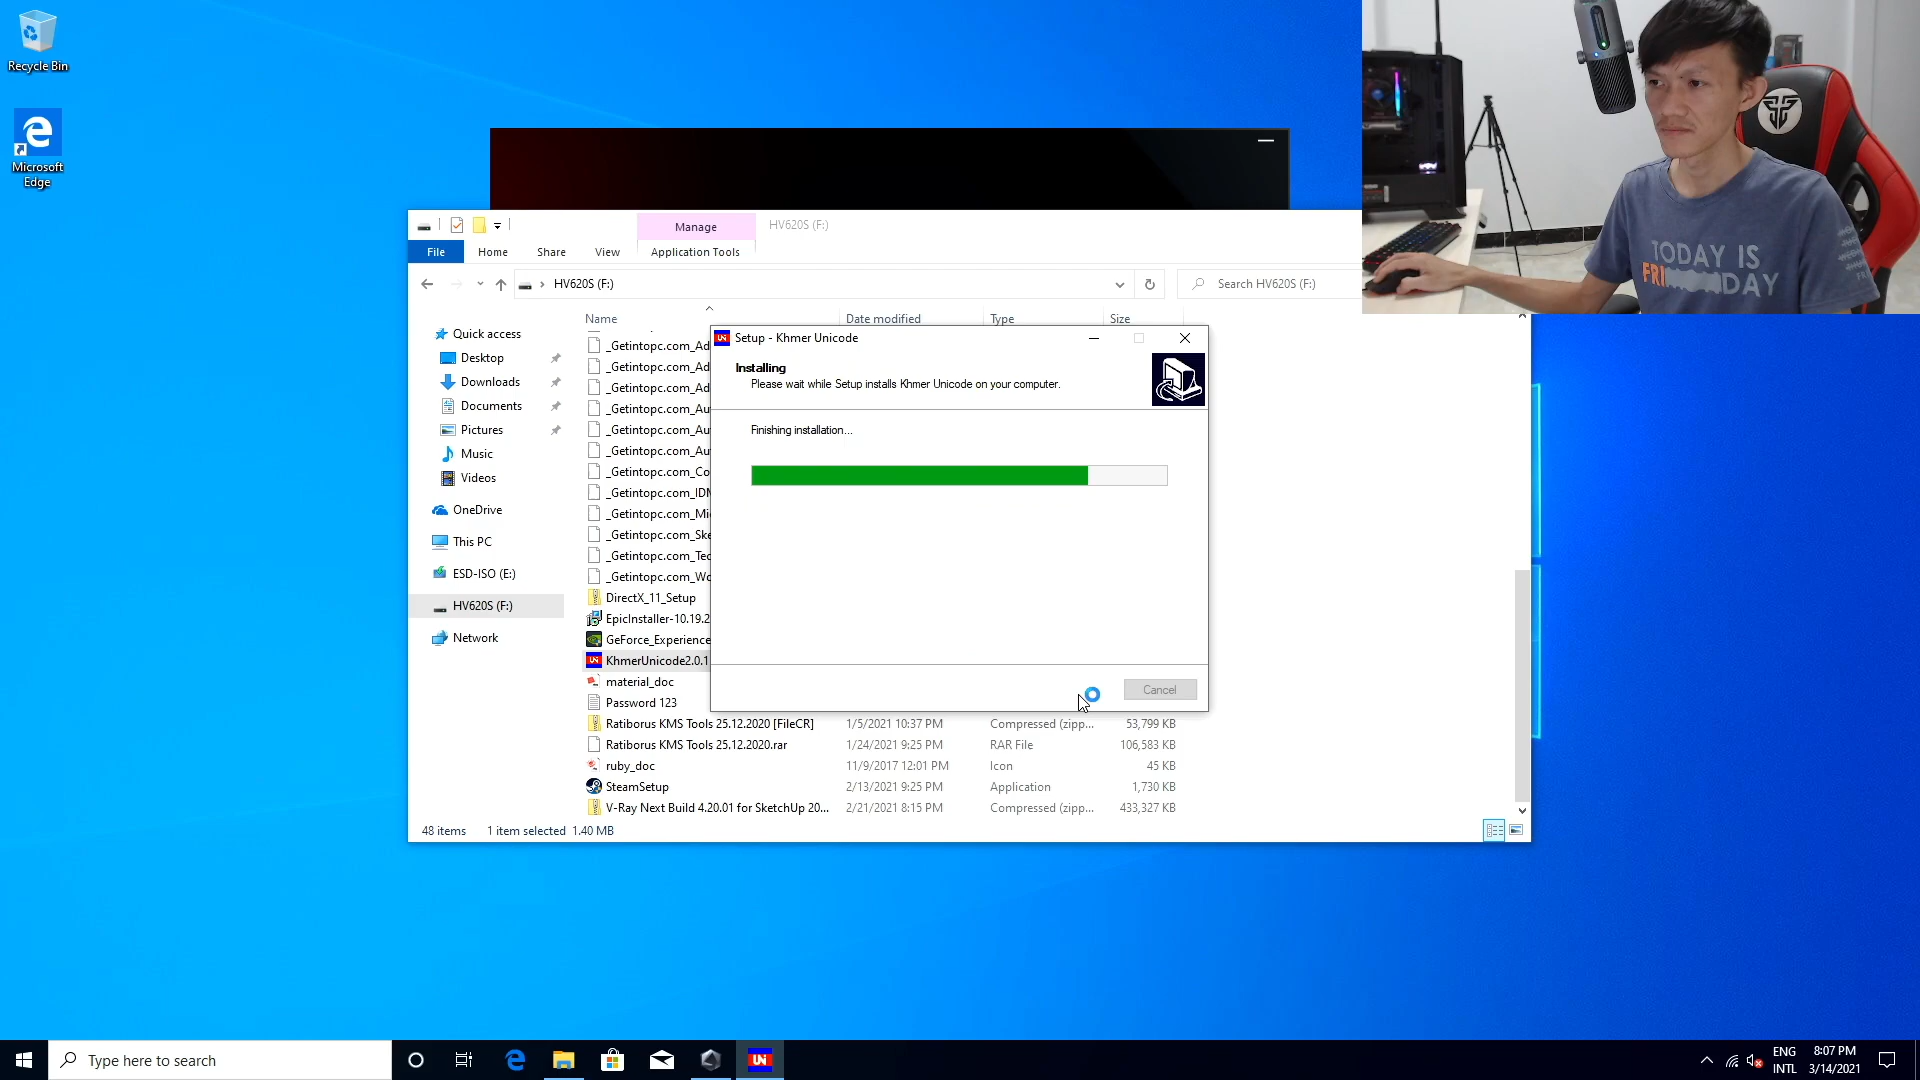 Recycle Bin
Microsoft
Edge
Manage
HV620S (F:)
File
Home
Share
View
Application Tools
HV620S (F:)
Search HV620S (F:)
Name
Date modified
Type
Size
Quick access
Desktop
Downloads
Documents
Pictures
Music
Videos
OneDrive
This PC
ESD-ISO (E:)
HV620S (F:)
Network
_Getintopc.com_Ad
_Getintopc.com_Ad
_Getintopc.com_Ad
_Getintopc.com_Au
_Getintopc.com_Au
_Getintopc.com_Au
_Getintopc.com_Co
_Getintopc.com_IDM
_Getintopc.com_Mi
_Getintopc.com_Ske
_Getintopc.com_Tec
_Getintopc.com_Wo
DirectX_11_Setup
EpicInstaller-10.19.2
GeForce_Experience
KhmerUnicode2.0.1
material_doc
Password 123
Ratiborus KMS Tools 25.12.2020 [FileCR] 1/5/2021 10:37 PM Compressed (zipp... 53,799 KB
Ratiborus KMS Tools 25.12.2020.rar 1/24/2021 9:25 PM RAR File 106,583 KB
ruby_doc 11/9/2017 12:01 PM Icon 45 KB
SteamSetup 2/13/2021 9:25 PM Application 1,730 KB
V-Ray Next Build 4.20.01 for SketchUp 20... 2/21/2021 8:15 PM Compressed (zipp... 433,327 KB
48 items 1 item selected 1.40 MB
Setup - Khmer Unicode
Installing
Please wait while Setup installs Khmer Unicode on your computer.
Finishing installation...
Cancel
TODAY IS
FRI DAY
Type here to search
UN
ENG
INTL
8:07 PM
3/14/2021